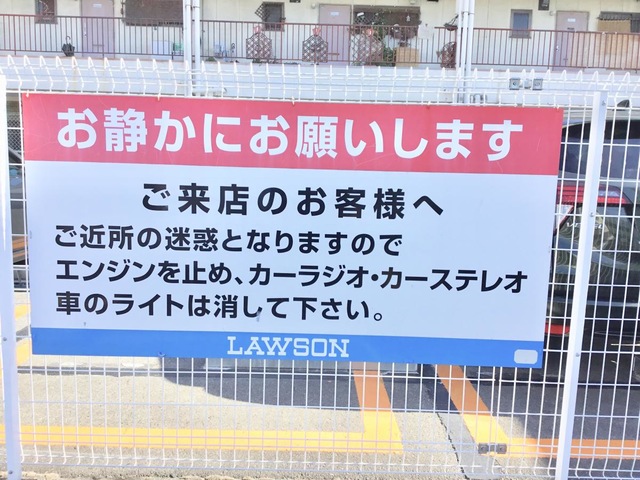 お静かにお願いします
ご来店のお客様へ
ご近所の迷惑となりますので
エンジンを止め、カーラジオ・カーステレオ
車のライトは消して下さい。
LAWSON